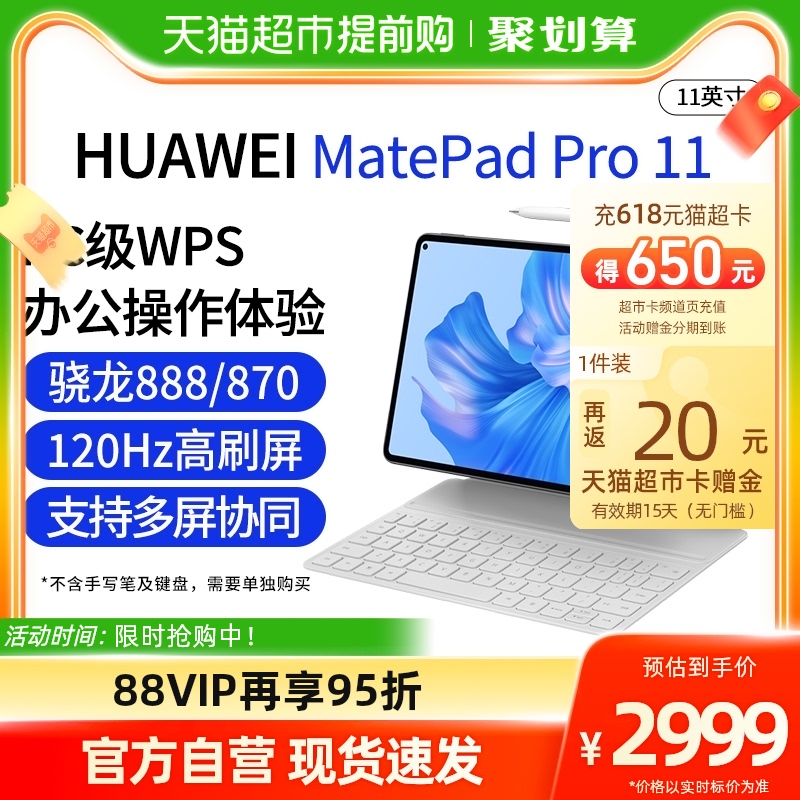 天猫超市提前购 聚划算
11英寸
HUAWEI MatePad Pro 11
级WPS
办公操作体验
骁龙888/870
120Hz高刷屏
支持多屏协同
*不含手写笔及键盘，需要单独购买
天猫超市
充618元猫超卡
得650元
超市卡频道页充值
活动赠金分期到账
1件装
再返20元
天猫超市卡赠金
有效期15天（无门槛）
活动时间：限时抢购中！
88VIP再享95折
官方自营 现货速发
预估到手价
¥2999
*价格以实时标价为准